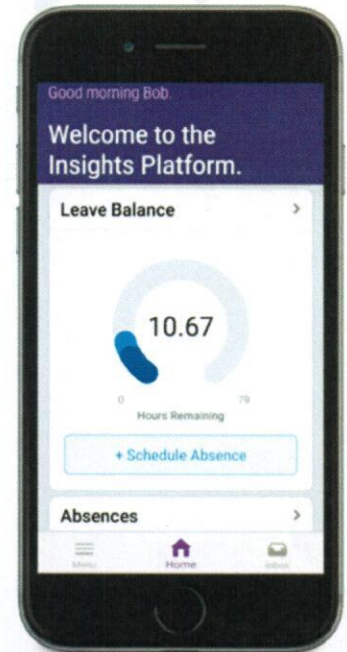 Good morning Bob.
Welcome to the
Insights Platform.
Leave Balance
10.67
0 79
Hours Remaining
+ Schedule Absence
Absences
Menu Home Inbox